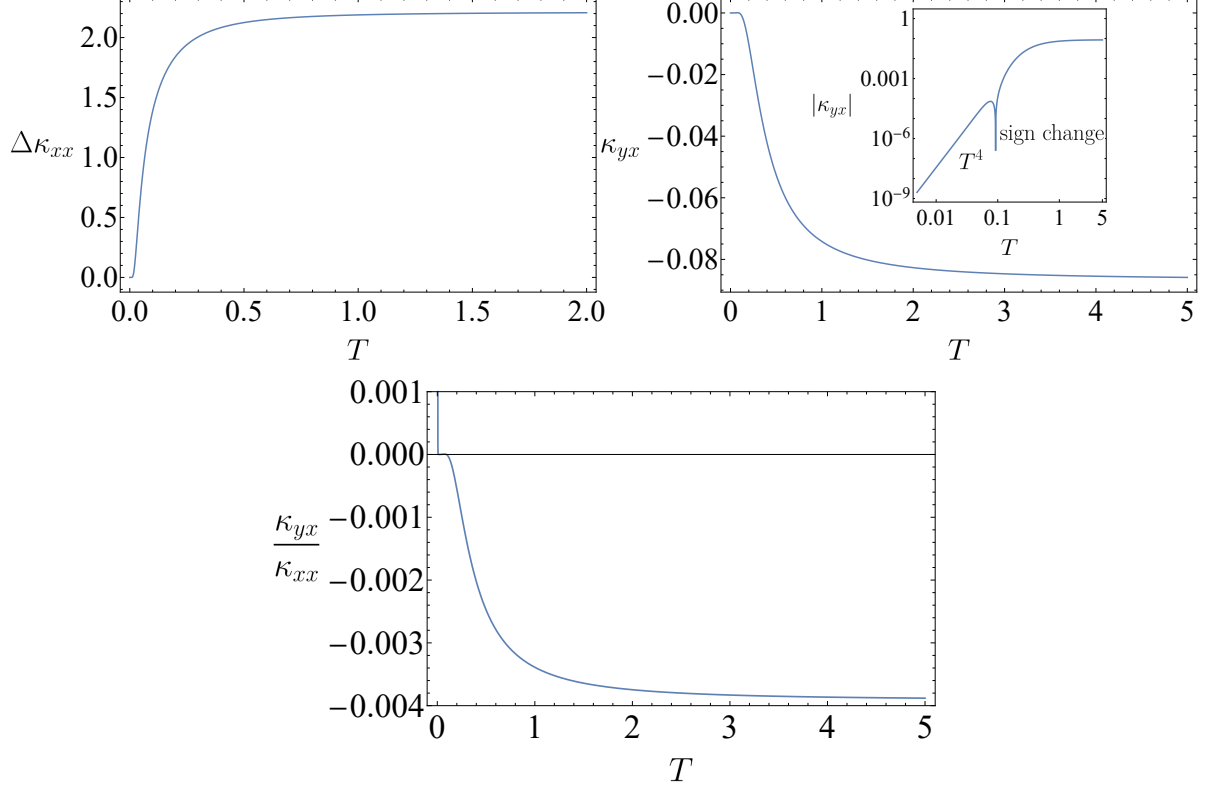 2.0
1.5
Δκxx 1.0
0.5
0.0
0.0 0.5 1.0 1.5 2.0
T
0.00
−0.02
−0.04
κyx
−0.06
−0.08
0 1 2 3 4 5
T
1
0.001
|κyx|
10−6
10−9
sign change
T4
0.01 0.1 1 5
T
0.001
0.000
−0.001
κyx
κxx
−0.002
−0.003
−0.004
0 1 2 3 4 5
T